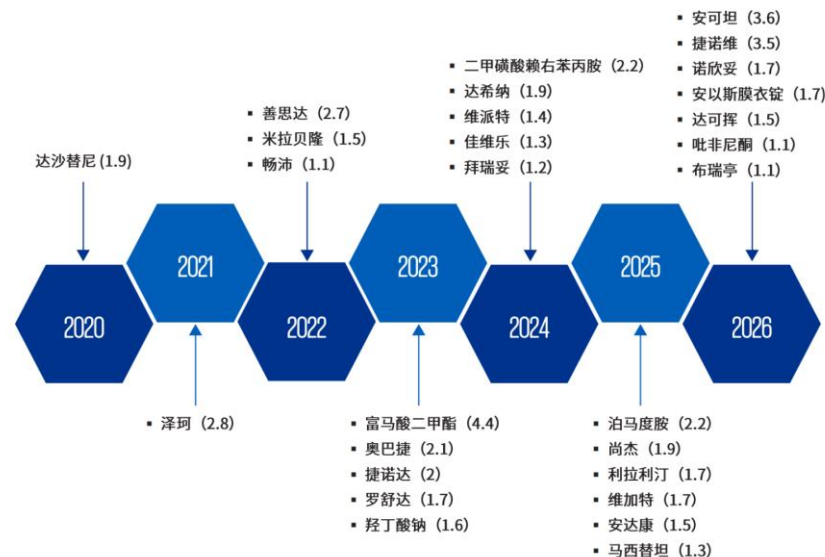 ▪ 安可坦（3.6）
▪ 捷诺维（3.5）
▪ 诺欣妥（1.7）
▪ 安以斯膜衣锭（1.7）
▪ 达可挥（1.5）
▪ 吡非尼酮（1.1）
▪ 布瑞亭（1.1）
▪ 二甲磺酸赖右苯丙胺（2.2）
▪ 达希纳（1.9）
▪ 维派特（1.4）
▪ 佳维乐（1.3）
▪ 拜瑞妥（1.2）
▪ 善思达（2.7）
▪ 米拉贝隆（1.5）
▪ 畅沛（1.1）
达沙替尼 (1.9)
2020
2021
2022
2023
2024
2025
2026
▪ 泽珂（2.8）
▪ 富马酸二甲酯（4.4）
▪ 奥巴捷（2.1）
▪ 捷诺达（2）
▪ 罗舒达（1.7）
▪ 羟丁酸钠（1.6）
▪ 泊马度胺（2.2）
▪ 尚杰（1.9）
▪ 利拉利汀（1.7）
▪ 维加特（1.7）
▪ 安达康（1.5）
▪ 马西替坦（1.3）